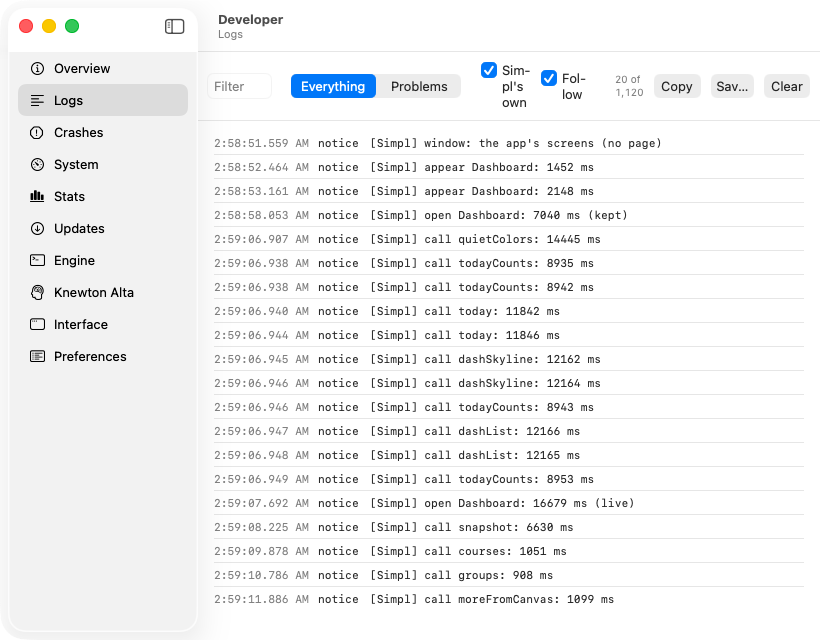 Developer
Logs
Overview
Logs
Crashes
System
Stats
Updates
Engine
Knewton Alta
Interface
Preferences
Filter
Everything
Problems
Sim-
pl's
own
Fol-
low
20 of
1,120
Copy
Sav...
Clear
2:58:51.559 AM notice [Simpl] window: the app's screens (no page)
2:58:52.464 AM notice [Simpl] appear Dashboard: 1452 ms
2:58:53.161 AM notice [Simpl] appear Dashboard: 2148 ms
2:58:58.053 AM notice [Simpl] open Dashboard: 7040 ms (kept)
2:59:06.907 AM notice [Simpl] call quietColors: 14445 ms
2:59:06.938 AM notice [Simpl] call todayCounts: 8935 ms
2:59:06.938 AM notice [Simpl] call todayCounts: 8942 ms
2:59:06.940 AM notice [Simpl] call today: 11842 ms
2:59:06.944 AM notice [Simpl] call today: 11846 ms
2:59:06.945 AM notice [Simpl] call dashSkyline: 12162 ms
2:59:06.946 AM notice [Simpl] call dashSkyline: 12164 ms
2:59:06.946 AM notice [Simpl] call todayCounts: 8943 ms
2:59:06.947 AM notice [Simpl] call dashList: 12166 ms
2:59:06.948 AM notice [Simpl] call dashList: 12165 ms
2:59:06.949 AM notice [Simpl] call todayCounts: 8953 ms
2:59:07.692 AM notice [Simpl] open Dashboard: 16679 ms (live)
2:59:08.225 AM notice [Simpl] call snapshot: 6630 ms
2:59:09.878 AM notice [Simpl] call courses: 1051 ms
2:59:10.786 AM notice [Simpl] call groups: 908 ms
2:59:11.886 AM notice [Simpl] call moreFromCanvas: 1099 ms